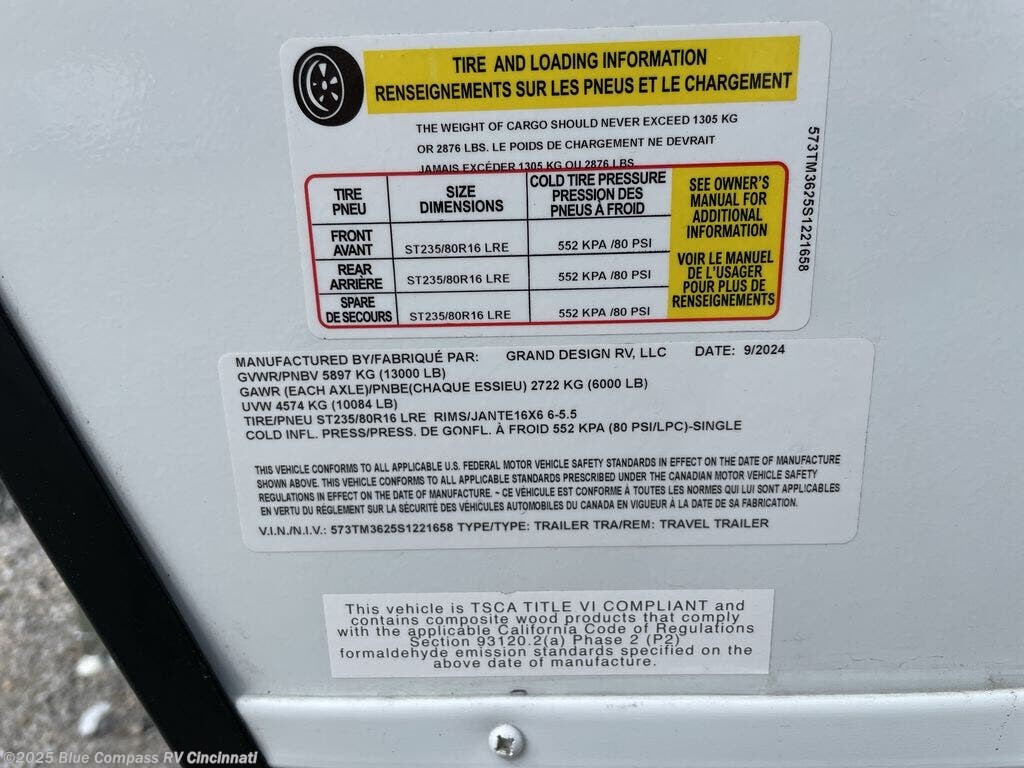 TIRE AND LOADING INFORMATION
RENSEIGNEMENTS SUR LES PNEUS ET LE CHARGEMENT
THE WEIGHT OF CARGO SHOULD NEVER EXCEED 1305 KG
OR 2876 LBS. LE POIDS DE CHARGEMENT NE DEVRAIT
JAMAIS EXCÉDER 1305 KG OU 2876 LBS
TIRE
PNEU
SIZE
DIMENSIONS
COLD TIRE PRESSURE
PRESSION DES
PNEUS À FROID
FRONT
AVANT
ST235/80R16 LRE
552 KPA /80 PSI
REAR
ARRIÈRE
ST235/80R16 LRE
552 KPA /80 PSI
SPARE
DE SECOURS
ST235/80R16 LRE
552 KPA /80 PSI
SEE OWNER'S
MANUAL FOR
ADDITIONAL
INFORMATION
VOIR LE MANUEL
DE L'USAGER
POUR PLUS DE
RENSEIGNEMENTS
573TM3625S1221658
MANUFACTURED BY/FABRIQUÉ PAR: GRAND DESIGN RV, LLC DATE: 9/2024
GVWR/PNBV 5897 KG (13000 LB)
GAWR (EACH AXLE)/PNBE(CHAQUE ESSIEU) 2722 KG (6000 LB)
UVW 4574 KG (10084 LB)
TIRE/PNEU ST235/80R16 LRE RIMS/JANTE16X6 6-5.5
COLD INFL. PRESS/PRESS. DE GONFL. À FROID 552 KPA (80 PSI/LPC)-SINGLE
THIS VEHICLE CONFORMS TO ALL APPLICABLE U.S. FEDERAL MOTOR VEHICLE SAFETY STANDARDS IN EFFECT ON THE DATE OF MANUFACTURE
SHOWN ABOVE. THIS VEHICLE CONFORMS TO ALL APPLICABLE STANDARDS PRESCRIBED UNDER THE CANADIAN MOTOR VEHICLE SAFETY
REGULATIONS IN EFFECT ON THE DATE OF MANUFACTURE. ~ CE VÉHICULE EST CONFORME À TOUTES LES NORMES QUI LUI SONT APPLICABLES
EN VERTU DU RÈGLEMENT SUR LA SÉCURITÉ DES VÉHICULES AUTOMOBILES DU CANADA EN VIGUEUR À LA DATE DE SA FABRICATION.
V.I.N./N.I.V.: 573TM3625S1221658 TYPE/TYPE: TRAILER TRA/REM: TRAVEL TRAILER
This vehicle is TSCA TITLE VI COMPLIANT and
contains composite wood products that comply
with the applicable California Code of Regulations
Section 93120.2(a) Phase 2 (P2)
formaldehyde emission standards specified on the
above date of manufacture.
©2025 Blue Compass RV Cincinnati